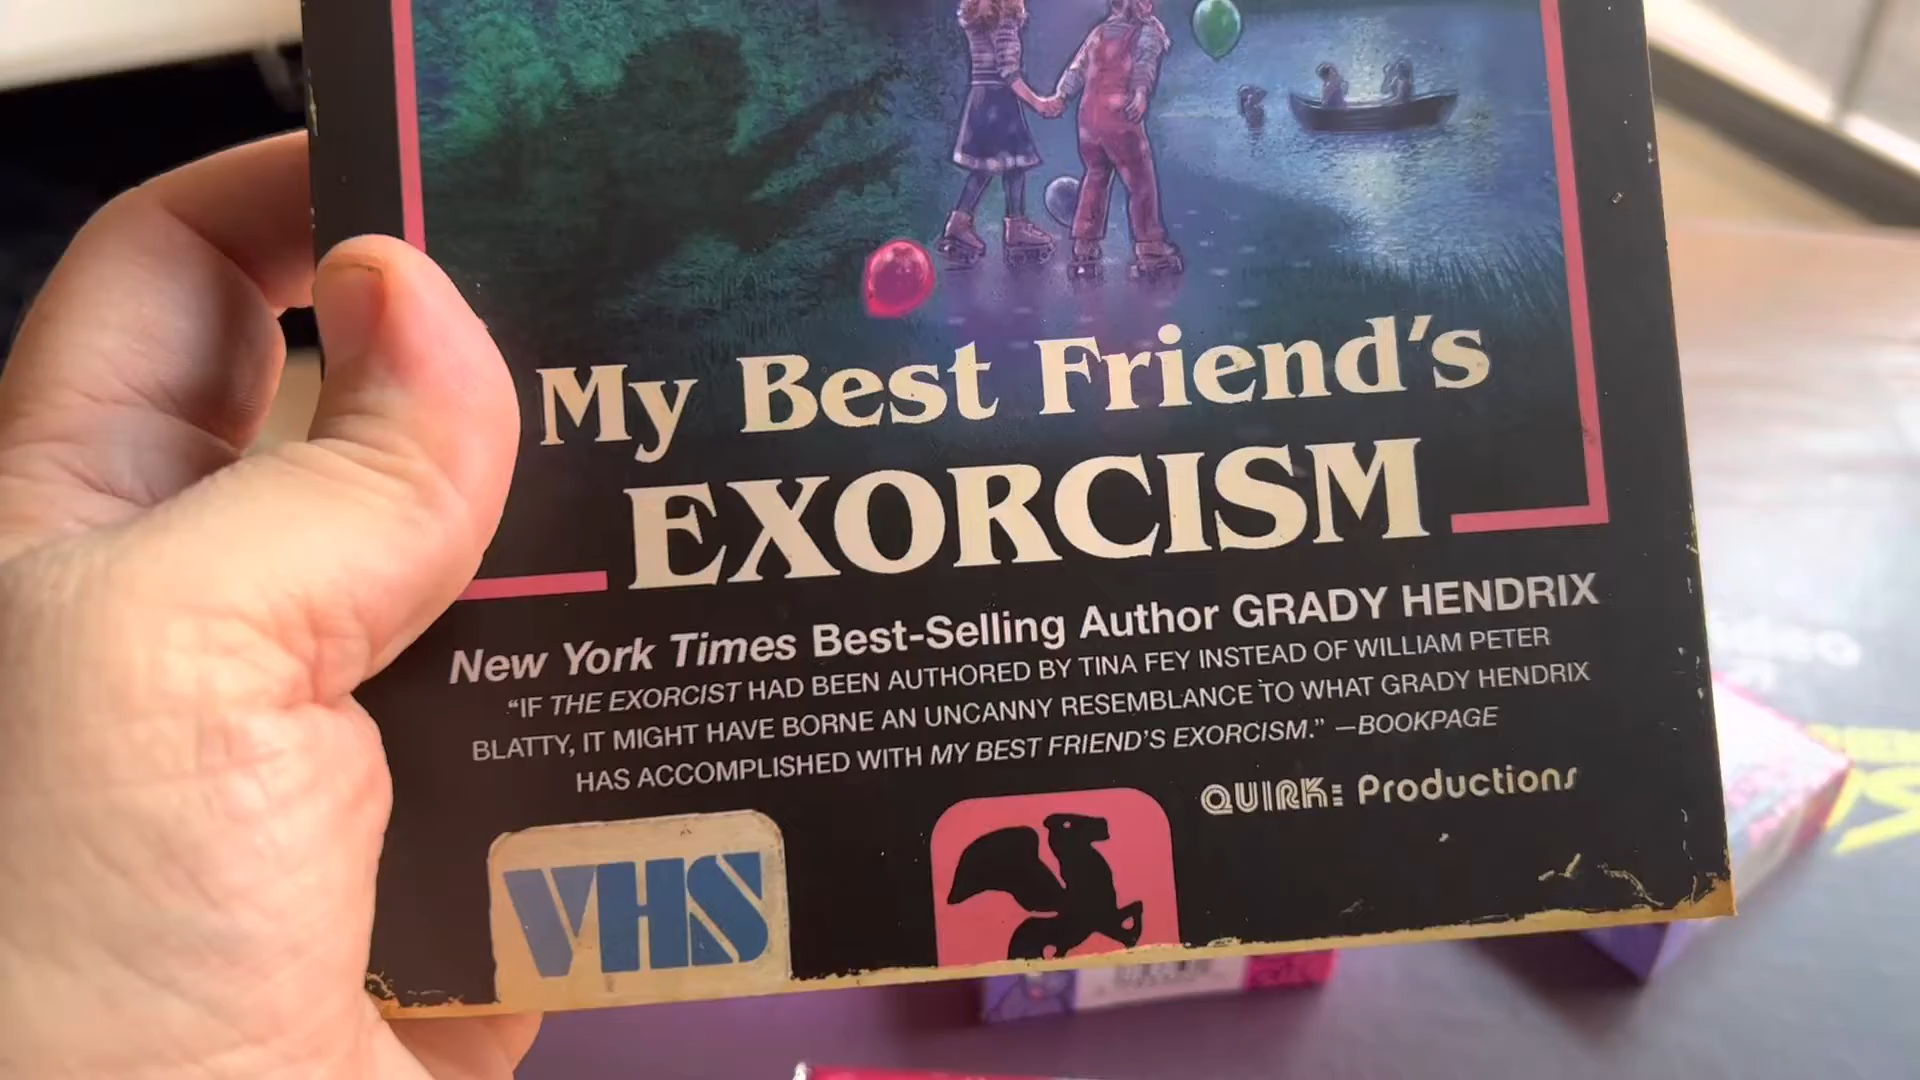 My Best Friend's
EXORCISM
New York Times Best-Selling Author GRADY HENDRIX
“IF THE EXORCIST HAD BEEN AUTHORED BY TINA FEY INSTEAD OF WILLIAM PETER
BLATTY, IT MIGHT HAVE BORNE AN UNCANNY RESEMBLANCE TO WHAT GRADY HENDRIX
HAS ACCOMPLISHED WITH MY BEST FRIEND'S EXORCISM.” —BOOKPAGE
QUIRK: Productions
VHS